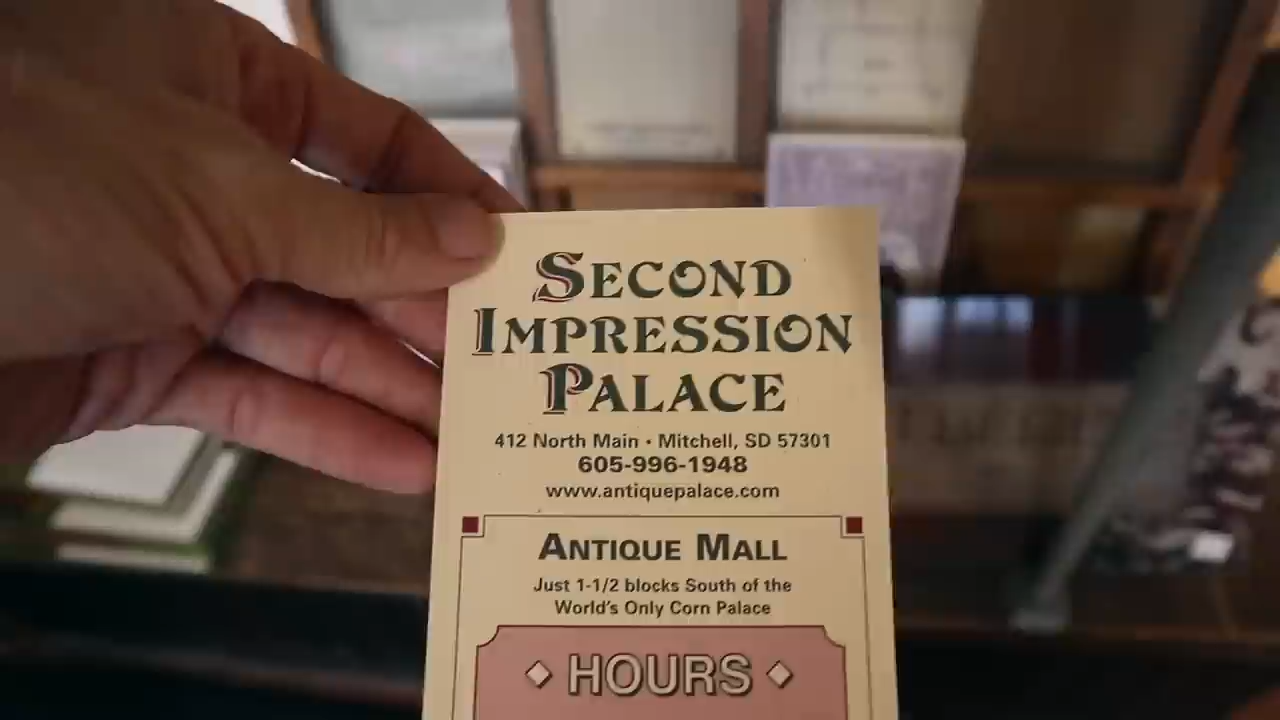 SECOND
IMPRESSION
PALACE
412 North Main • Mitchell, SD 57301
605-996-1948
www.antiquepalace.com
ANTIQUE MALL
Just 1-1/2 blocks South of the
World's Only Corn Palace
HOURS